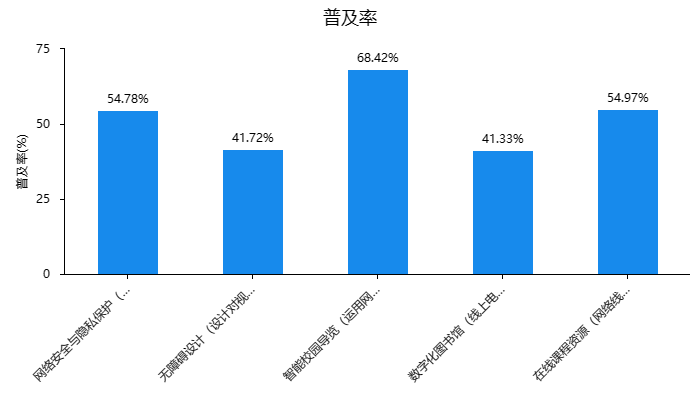 普及率
75
50
25
0
普及率(%)
54.78%
41.72%
68.42%
41.33%
54.97%
网络安全与隐私保护（...
无障碍设计（设计对视...
智能校园导览（运用网...
数字化图书馆（线上电...
在线课程资源（网络线...